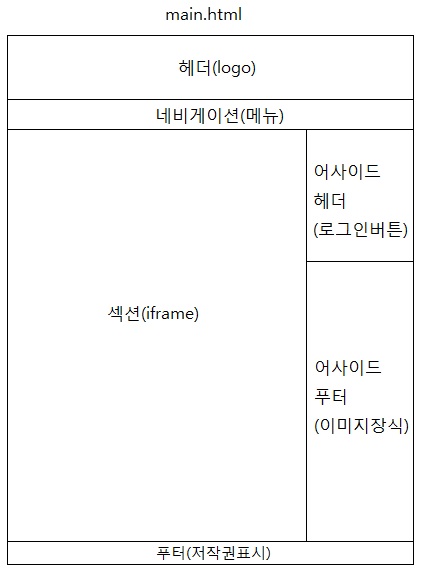 main.html
헤더(logo)
네비게이션(메뉴)
어사이드
헤더
(로그인버튼)
섹션(iframe)
어사이드
푸터
(이미지장식)
푸터(저작권표시)